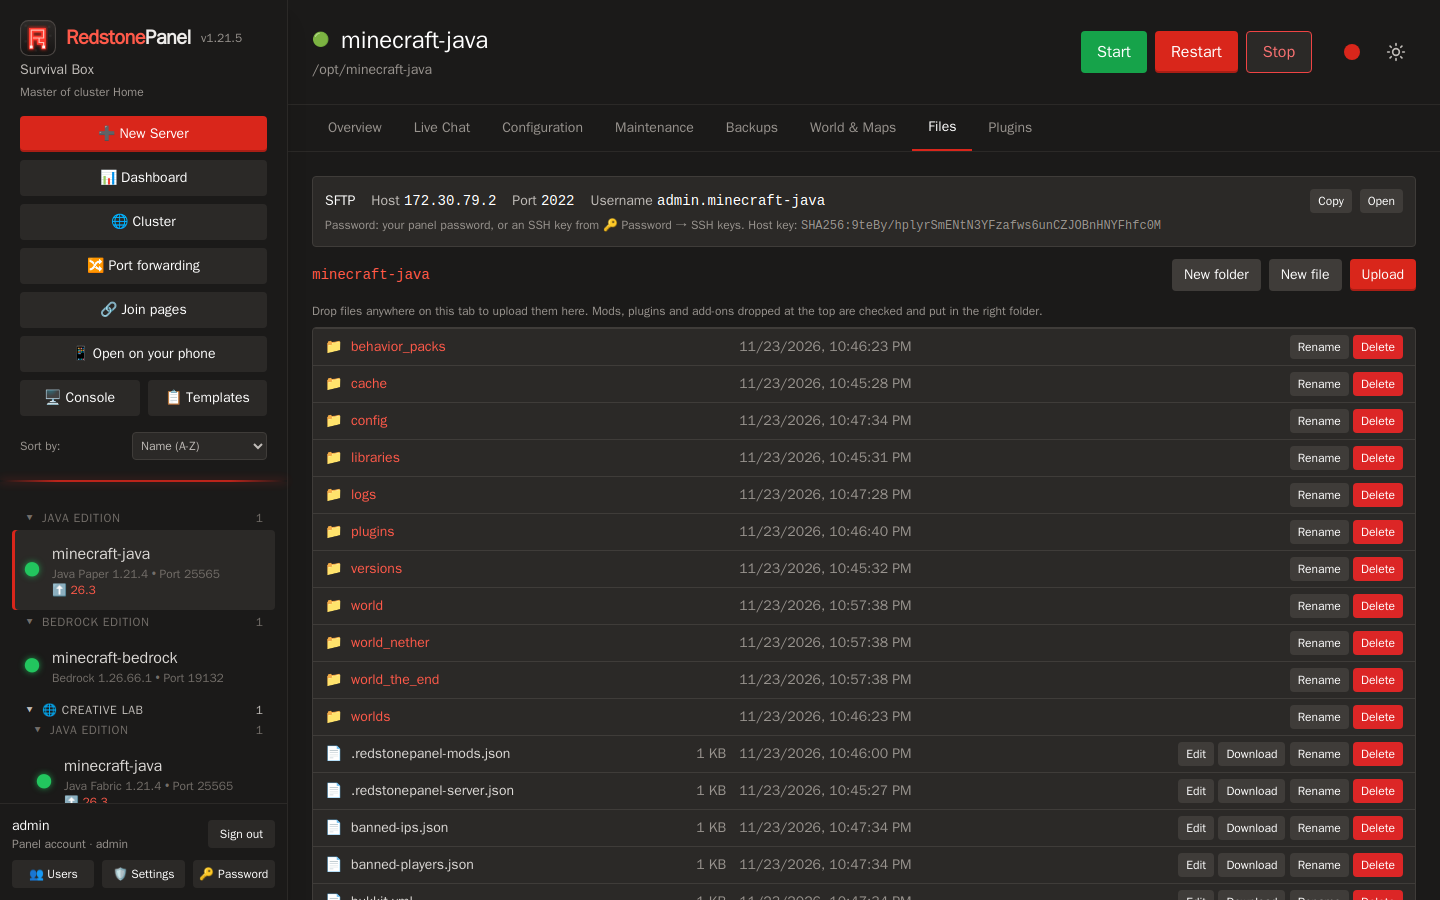 RedstonePanel v1.21.5
Survival Box
Master of cluster Home
New Server
Dashboard
Cluster
Port forwarding
Join pages
Open on your phone
Console Templates
Sort by: Name (A-Z)
JAVA EDITION 1
minecraft-java
Java Paper 1.21.4 • Port 25565
26.3
BEDROCK EDITION 1
minecraft-bedrock
Bedrock 1.26.66.1 • Port 19132
CREATIVE LAB 1
JAVA EDITION 1
minecraft-java
Java Fabric 1.21.4 • Port 25565
26.3
admin
Panel account · admin
Sign out
Users Settings Password
minecraft-java
/opt/minecraft-java
Start Restart Stop
Overview Live Chat Configuration Maintenance Backups World & Maps Files Plugins
SFTP Host 172.30.79.2 Port 2022 Username admin.minecraft-java Copy Open
Password: your panel password, or an SSH key from 🔑 Password → SSH keys. Host key: SHA256:9teBy/hplyrSmENtN3YFzafws6unCZJOBnHNYFhfc0M
minecraft-java New folder New file Upload
Drop files anywhere on this tab to upload them here. Mods, plugins and add-ons dropped at the top are checked and put in the right folder.
behavior_packs 11/23/2026, 10:46:23 PM Rename Delete
cache 11/23/2026, 10:45:28 PM Rename Delete
config 11/23/2026, 10:47:34 PM Rename Delete
libraries 11/23/2026, 10:45:31 PM Rename Delete
logs 11/23/2026, 10:47:28 PM Rename Delete
plugins 11/23/2026, 10:46:40 PM Rename Delete
versions 11/23/2026, 10:45:32 PM Rename Delete
world 11/23/2026, 10:57:38 PM Rename Delete
world_nether 11/23/2026, 10:57:38 PM Rename Delete
world_the_end 11/23/2026, 10:57:38 PM Rename Delete
worlds 11/23/2026, 10:46:23 PM Rename Delete
.redstonepanel-mods.json 1 KB 11/23/2026, 10:46:00 PM Edit Download Rename Delete
.redstonepanel-server.json 1 KB 11/23/2026, 10:45:27 PM Edit Download Rename Delete
banned-ips.json 1 KB 11/23/2026, 10:47:34 PM Edit Download Rename Delete
banned-players.json 1 KB 11/23/2026, 10:47:34 PM Edit Download Rename Delete
bukkit.yml 1 KB 11/23/2026, 10:47:34 PM Edit Download Rename Delete